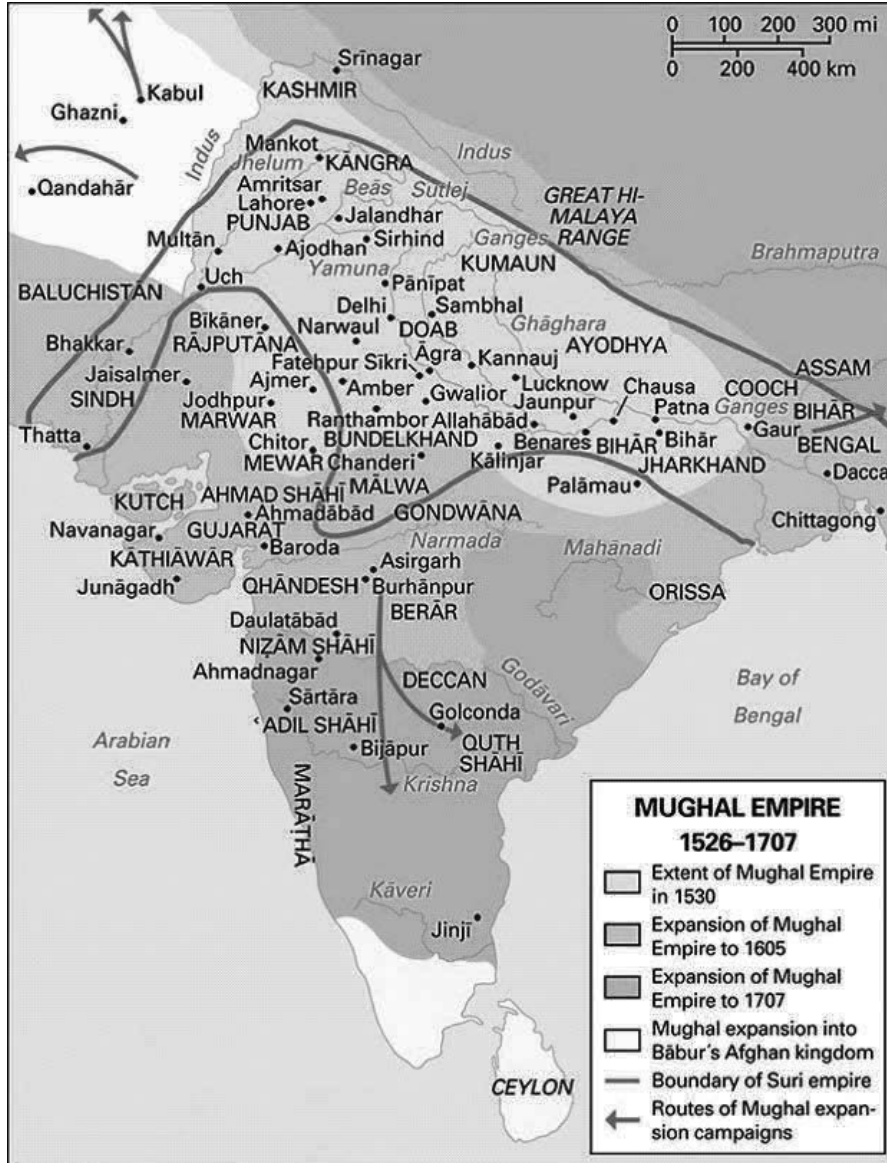 0 100 200 300 mi
0 200 400 km
Srīnagar
KASHMIR
Kabul
Ghazni
Indus
Mankot
Jhelum
KĀNGRA
Indus
Qandahār
Amritsar
Beās
Sutlej
Lahore
PUNJAB
Jalandhar
GREAT HI-
MALAYA
RANGE
Multān
Ajodhan
Sirhind
Ganges
Brahmaputra
Yamuna
KUMAUN
Uch
Pānīpat
BALUCHISTĀN
Delhi
Sambhal
Bīkāner
Narwaul
DOAB
Ghāghara
Bhakkar
RĀJPUTĀNA
AYODHYA
Fatehpur Sīkri
Āgra
Kannauj
ASSAM
Jaisalmer
SINDH
Ajmer
Amber
Lucknow
Chausa
COOCH
Jodhpur
MARWAR
Gwalior
Jaunpur
Patna
Ganges
BIHĀR
Thatta
Ranthambor
Allahābād
Gaur
Chitor
BUNDELKHAND
Benares
BIHĀR
Bihār
BENGAL
MEWAR
Chanderi
Kālinjar
JHARKHAND
Dacca
KUTCH
AHMAD SHĀHĪ
MĀLWA
Palāmau
Ahmadābād
GONDWĀNA
Chittagong
Navanagar
GUJARAT
Narmada
Mahānadi
KĀTHIĀWĀR
Baroda
Asirgarh
Junāgadh
QHĀNDESH
Burhānpur
ORISSA
BERĀR
Daulatābād
NIẒĀM SHĀHĪ
Ahmadnagar
DECCAN
Godāvari
Bay of
Bengal
Sārtāra
Golconda
ʿADIL SHĀHĪ
Arabian
Sea
Bijāpur
QUTH
SHĀHĪ
Krishna
MARĀṬHĀ
Kāveri
Jinjī
CEYLON
MUGHAL EMPIRE
1526–1707
Extent of Mughal Empire
in 1530
Expansion of Mughal
Empire to 1605
Expansion of Mughal
Empire to 1707
Mughal expansion into
Bābur's Afghan kingdom
Boundary of Suri empire
Routes of Mughal expan-
sion campaigns